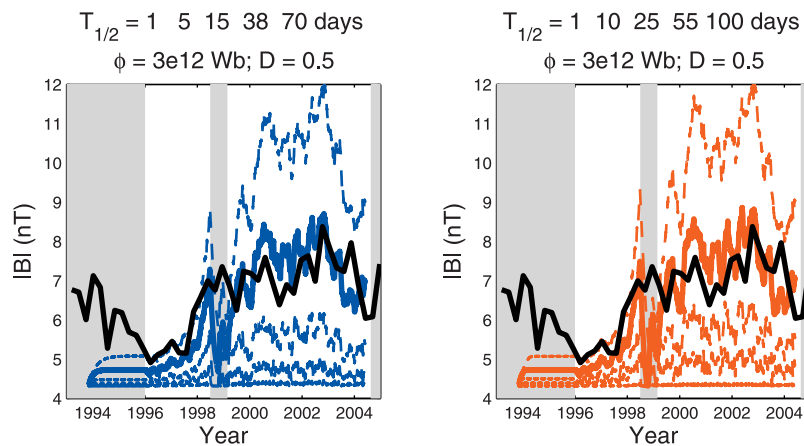 T1/2 = 1 5 15 38 70 days
ϕ = 3e12 Wb; D = 0.5
12
11
10
9
8
7
6
5
4
|B| (nT)
1994 1996 1998 2000 2002 2004
Year
T1/2 = 1 10 25 55 100 days
ϕ = 3e12 Wb; D = 0.5
12
11
10
9
8
7
6
5
4
|B| (nT)
1994 1996 1998 2000 2002 2004
Year